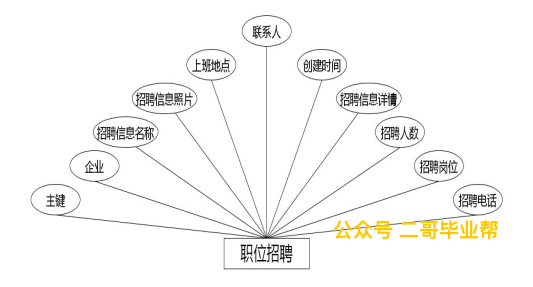 联系人
上班地点
创建时间
招聘信息照片
招聘信息详情
招聘信息名称
招聘人数
企业
招聘岗位
主键
招聘电话
公众号 二哥毕业帮
职位招聘